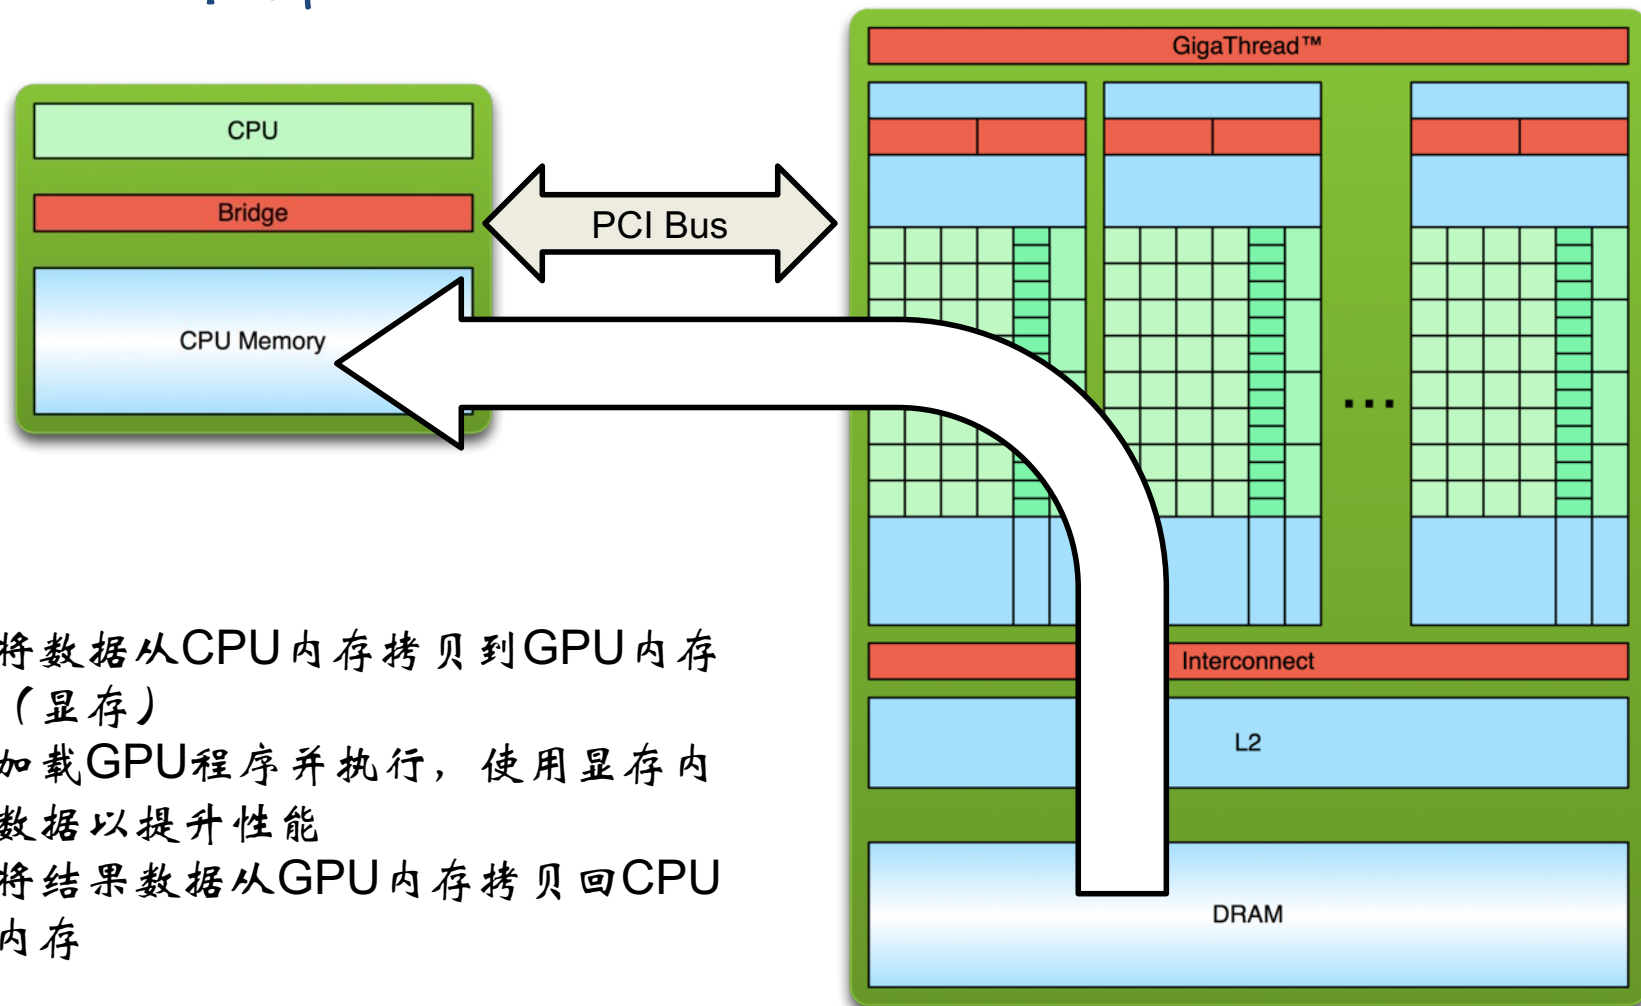 GigaThread™
CPU
Bridge
PCI Bus
CPU Memory
...
将数据从CPU内存拷贝到GPU内存
（显存）
加载GPU程序并执行，使用显存内
数据以提升性能
将结果数据从GPU内存拷贝回CPU
内存
Interconnect
L2
DRAM